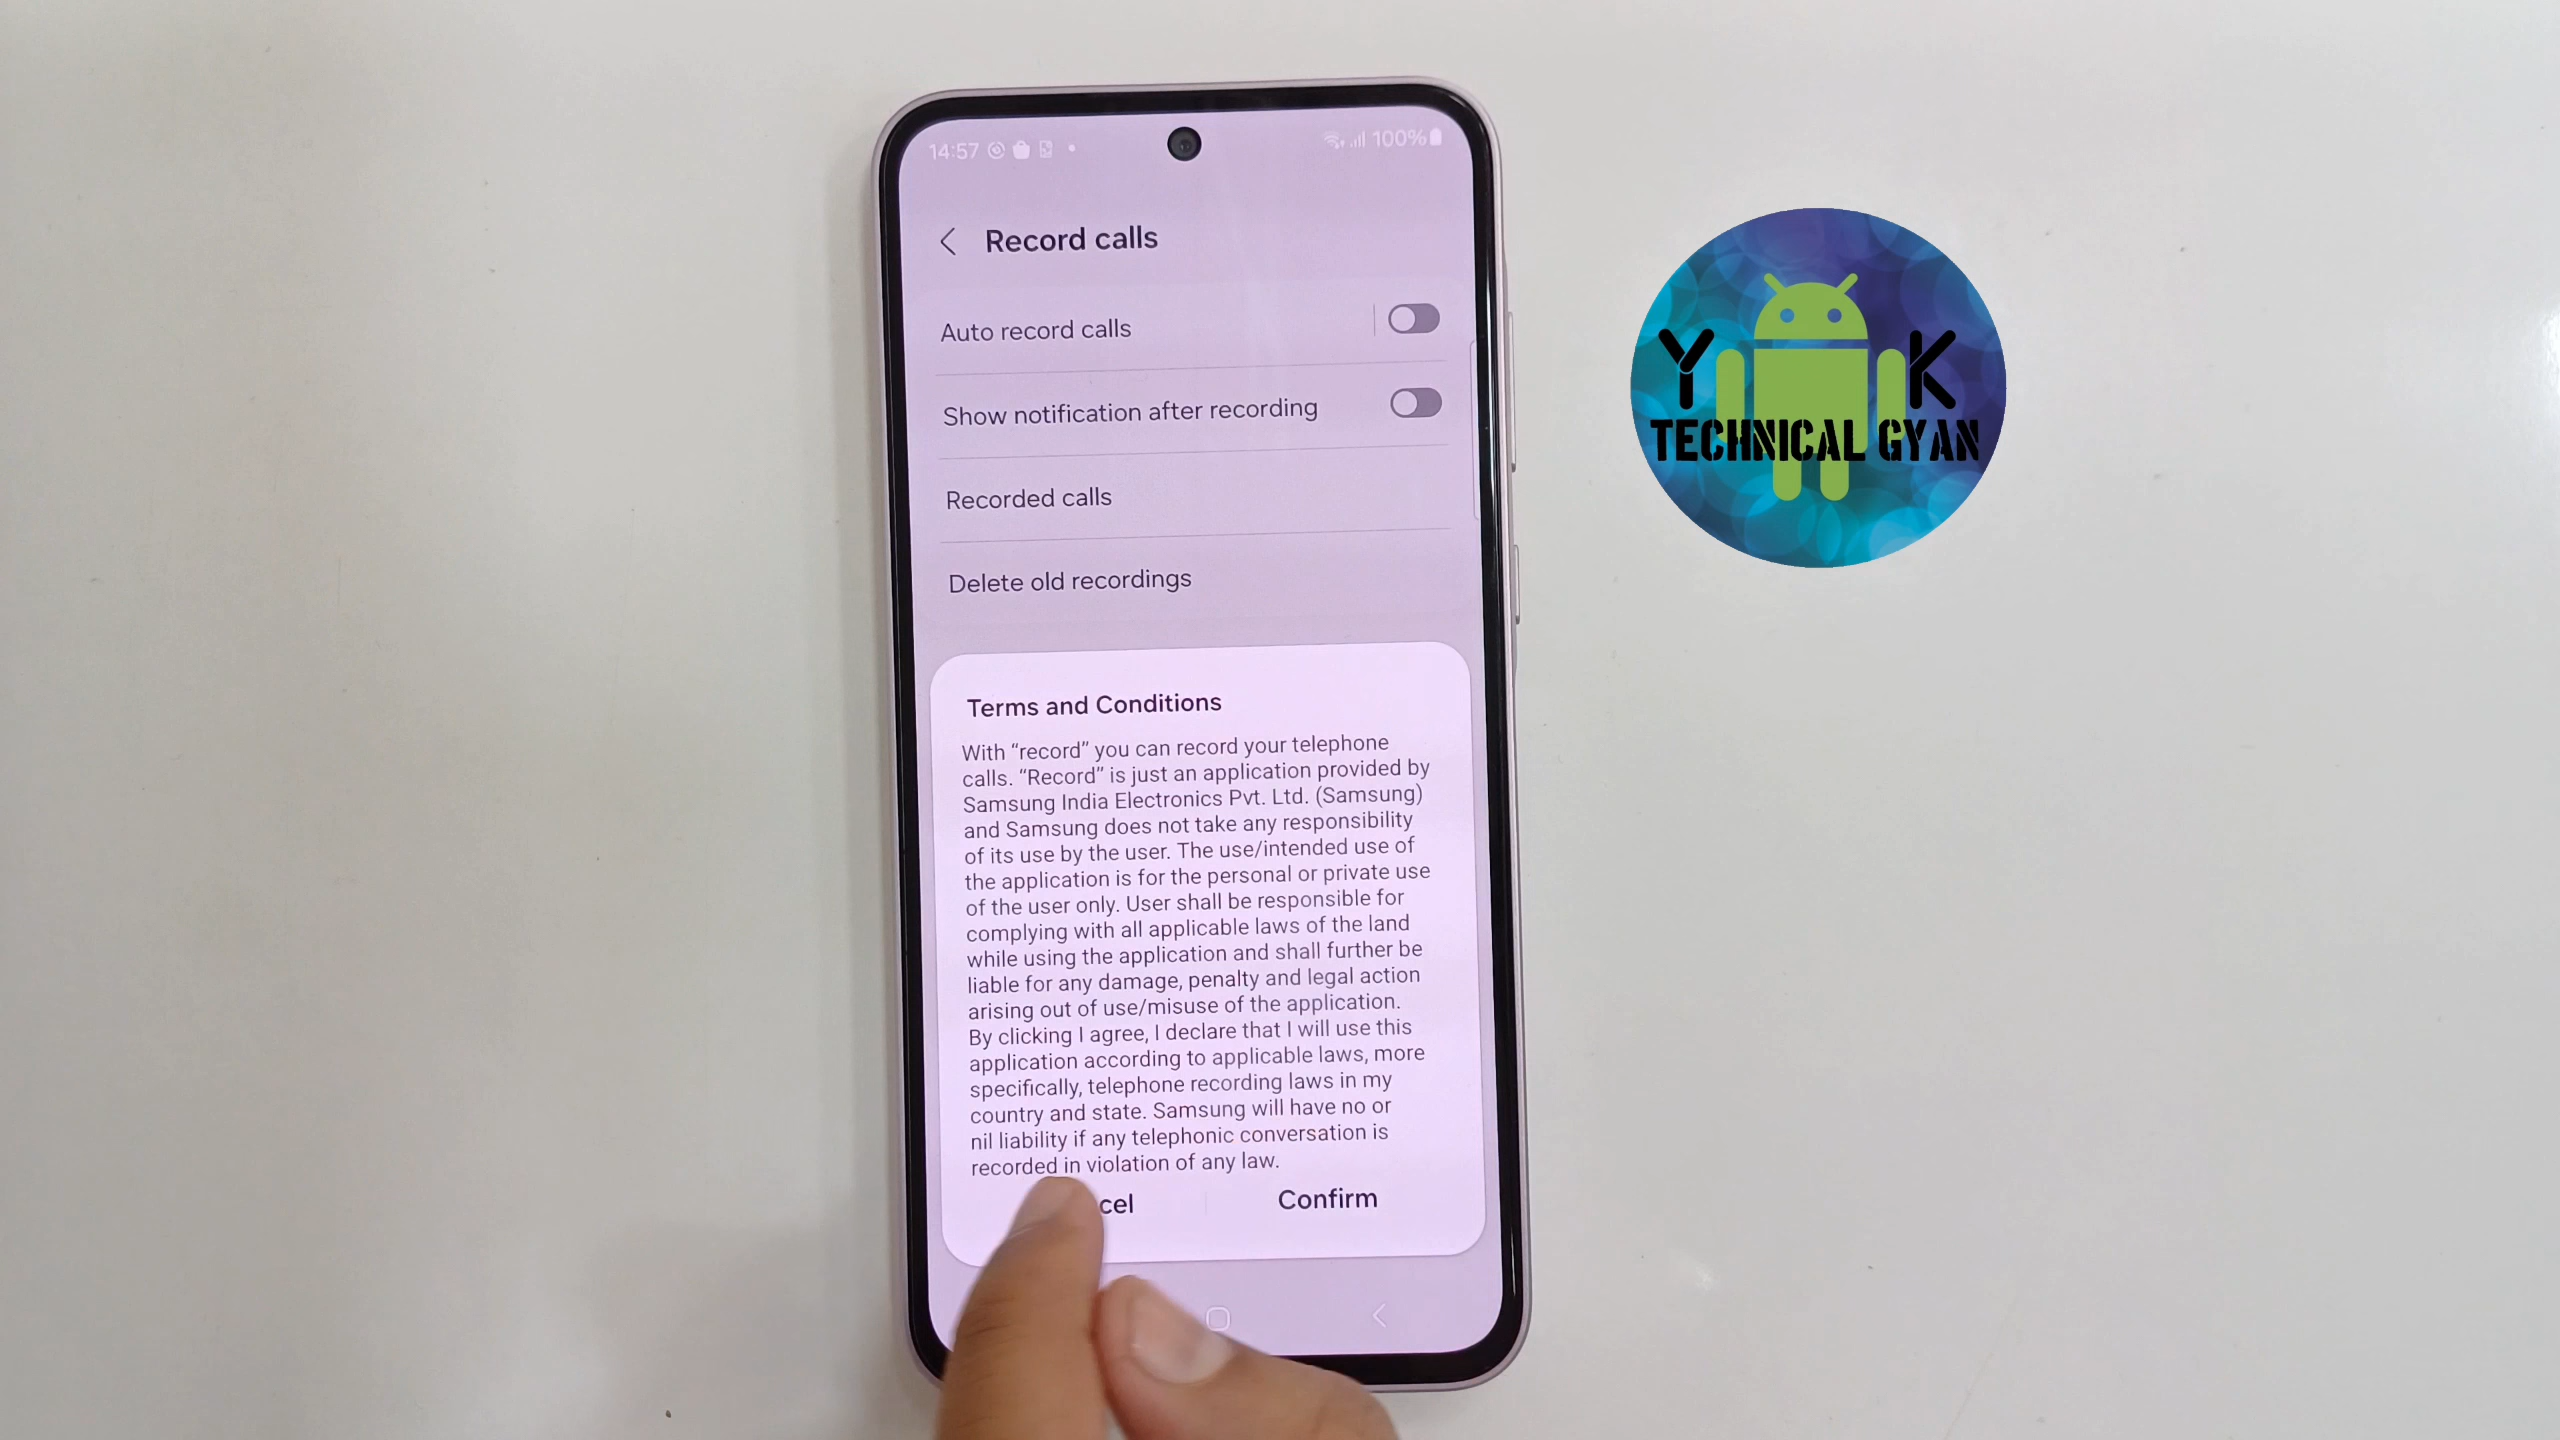 14:57
100%
Record calls
Auto record calls
Show notification after recording
Recorded calls
Delete old recordings
Terms and Conditions
With “record” you can record your telephone
calls. “Record” is just an application provided by
Samsung India Electronics Pvt. Ltd. (Samsung)
and Samsung does not take any responsibility
of its use by the user. The use/intended use of
the application is for the personal or private use
of the user only. User shall be responsible for
complying with all applicable laws of the land
while using the application and shall further be
liable for any damage, penalty and legal action
arising out of use/misuse of the application.
By clicking I agree, I declare that I will use this
application according to applicable laws, more
specifically, telephone recording laws in my
country and state. Samsung will have no or
nil liability if any telephonic conversation is
recorded in violation of any law.
cel
Confirm
Y K
TECHNICAL GYAN